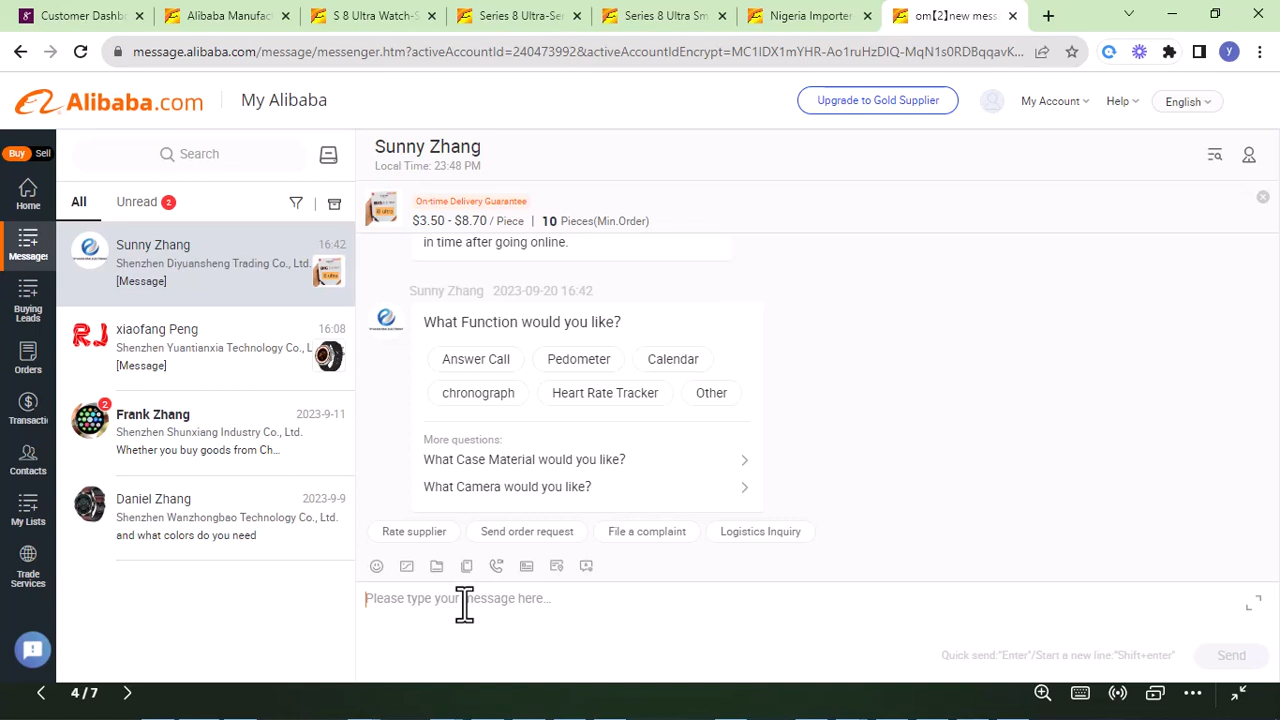 Customer Dashb
Alibaba Manufac
S 8 Ultra Watch-S
Series 8 Ultra-Se
Series 8 Ultra Sm
Nigeria Importer
om【2】new mess
message.alibaba.com/message/messenger.htm?activeAccountId=240473992&activeAccountIdEncrypt=MC1IDX1mYHR-Ao1ruHzDIQ-MqN1s0RDBqqavK...
y
Alibaba.com
My Alibaba
Upgrade to Gold Supplier
My Account
Help
English
Buy
Sell
Home
Messages
Buying Leads
Orders
Transacti
Contacts
My Lists
Trade Services
Search
All
Unread 2
Sunny Zhang 16:42
Shenzhen Diyuansheng Trading Co., Ltd.
[Message]
xiaofang Peng 16:08
Shenzhen Yuantianxia Technology Co., L
[Message]
2
Frank Zhang 2023-9-11
Shenzhen Shunxiang Industry Co., Ltd.
Whether you buy goods from Ch...
Daniel Zhang 2023-9-9
Shenzhen Wanzhongbao Technology Co., Ltd.
and what colors do you need
Sunny Zhang
Local Time: 23:48 PM
On-time Delivery Guarantee
$3.50 - $8.70 / Piece | 10 Pieces(Min.Order)
in time after going online.
Sunny Zhang 2023-09-20 16:42
What Function would you like?
Answer Call
Pedometer
Calendar
chronograph
Heart Rate Tracker
Other
More questions:
What Case Material would you like?
What Camera would you like?
Rate supplier
Send order request
File a complaint
Logistics Inquiry
Please type your message here...
Quick send:"Enter"/Start a new line:"Shift+enter"
Send
4 / 7